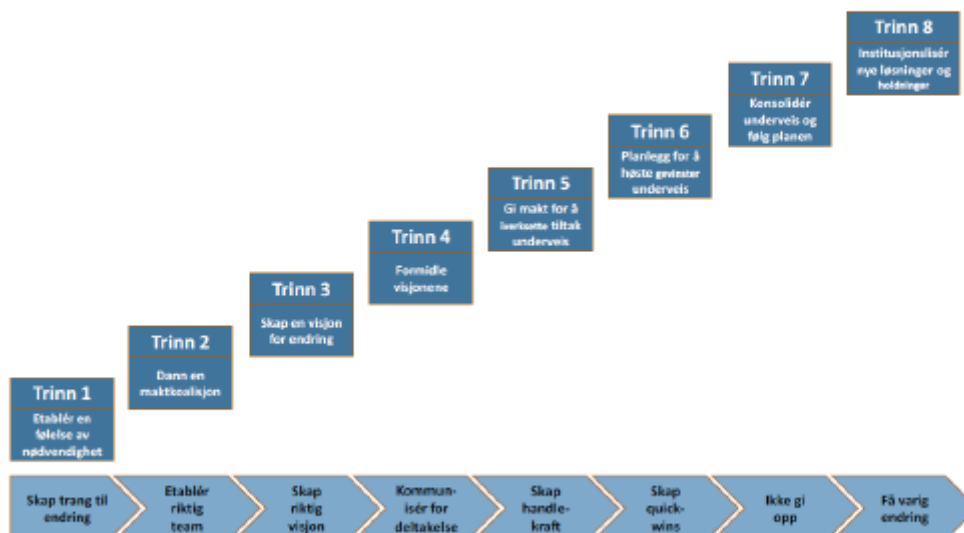 Trinn 1
Etablér en
følelse av
nødvendighet
Trinn 2
Dann en
maktkoalisjon
Trinn 3
Skap en visjon
for endring
Trinn 4
Formidle
visjonene
Trinn 5
Gi makt for å
iverksette tiltak
underveis
Trinn 6
Planlegg for å
høste gevinster
underveis
Trinn 7
Konsolidér
underveis og
følg planen
Trinn 8
Institusjonslisér
nye løsninger og
holdninger
Skap trang til
endring
Etablér
riktig
team
Skap
riktig
visjon
Kommun-
isér for
deltakelse
Skap
handle-
kraft
Skap
quick-
wins
Ikke gi
opp
Få varig
endring